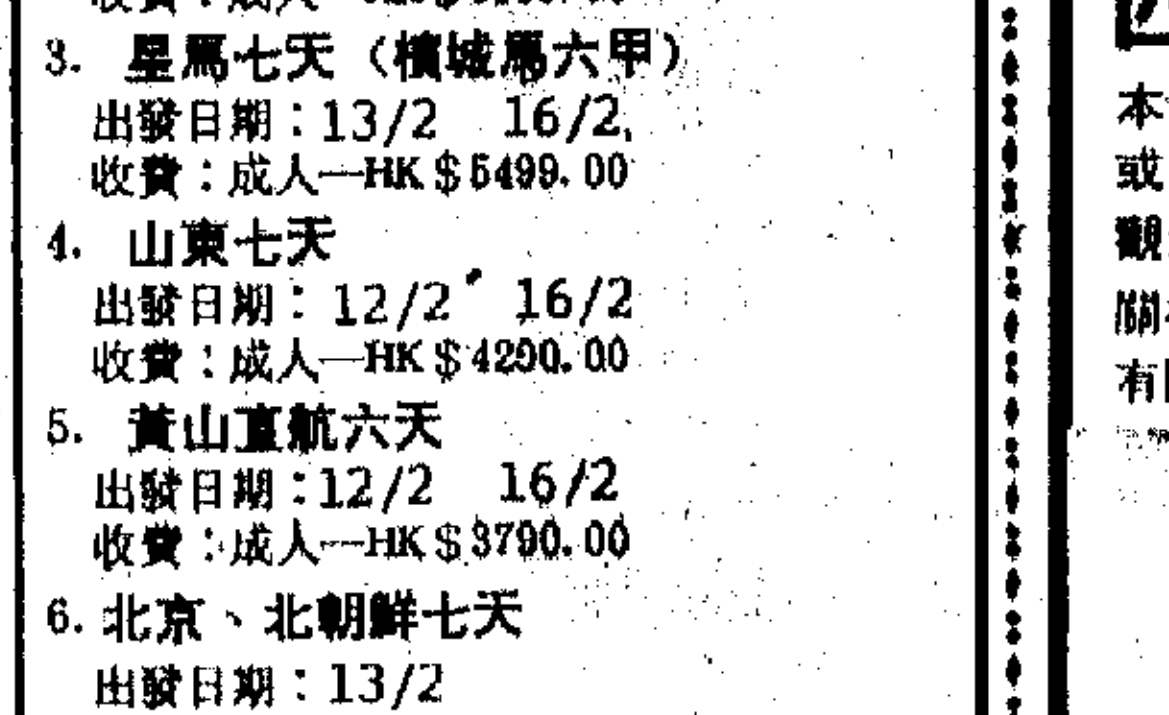 3. 星馬七天（檳城馬六甲）
出發日期：13/2 16/2
收費：成人—HK$5499.00
4. 山東七天
出發日期：12/2 16/2
收費：成人—HK$4290.00
5. 黃山直航六天
出發日期：12/2 16/2
收費：成人—HK$3790.00
6. 北京、北朝鮮七天
出發日期：13/2
本
或
觀
關
有